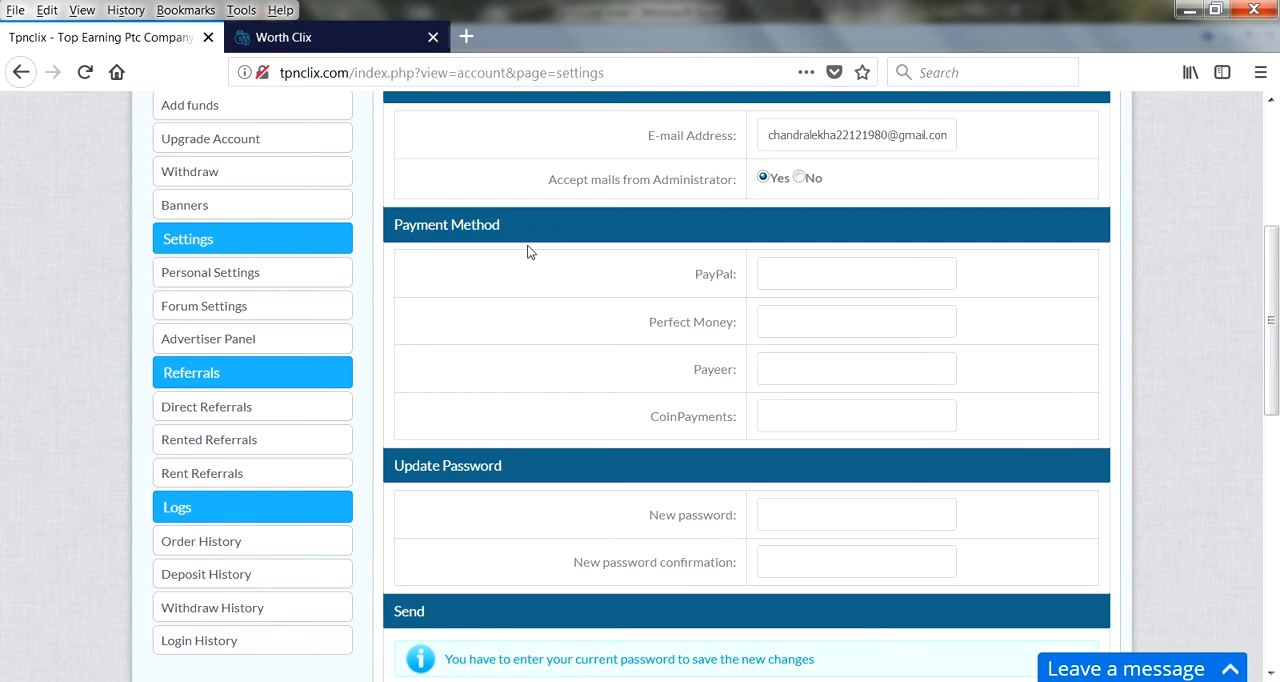 File Edit View History Bookmarks Tools Help
Tpnclix - Top Earning Ptc Company
Worth Clix
tpnclix.com/index.php?view=account&page=settings
Search
Add funds
Upgrade Account
Withdraw
Banners
Settings
Personal Settings
Forum Settings
Advertiser Panel
Referrals
Direct Referrals
Rented Referrals
Rent Referrals
Logs
Order History
Deposit History
Withdraw History
Login History
E-mail Address: chandralekha22121980@gmail.con
Accept mails from Administrator: Yes No
Payment Method
PayPal:
Perfect Money:
Payeer:
CoinPayments:
Update Password
New password:
New password confirmation:
Send
You have to enter your current password to save the new changes
Leave a message